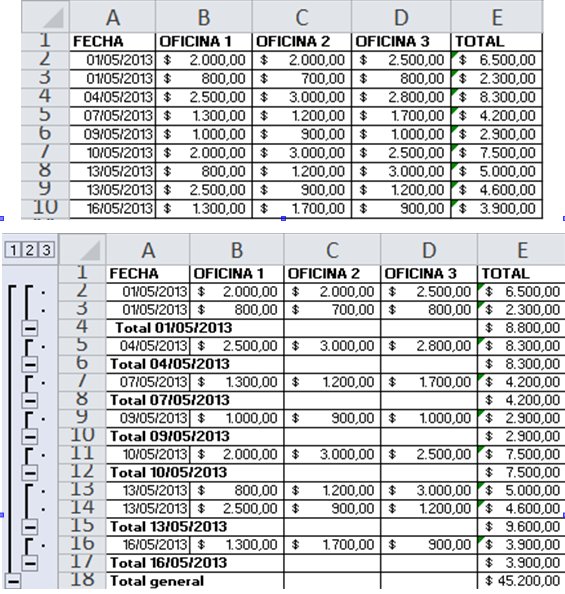 A B C D E
1 FECHA OFICINA 1 OFICINA 2 OFICINA 3 TOTAL
2 01/05/2013 $ 2.000,00 $ 2.000,00 $ 2.500,00 $ 6.500,00
3 01/05/2013 $ 800,00 $ 700,00 $ 800,00 $ 2.300,00
4 04/05/2013 $ 2.500,00 $ 3.000,00 $ 2.800,00 $ 8.300,00
5 07/05/2013 $ 1.300,00 $ 1.200,00 $ 1.700,00 $ 4.200,00
6 09/05/2013 $ 1.000,00 $ 900,00 $ 1.000,00 $ 2.900,00
7 10/05/2013 $ 2.000,00 $ 3.000,00 $ 2.500,00 $ 7.500,00
8 13/05/2013 $ 800,00 $ 1.200,00 $ 3.000,00 $ 5.000,00
9 13/05/2013 $ 2.500,00 $ 900,00 $ 1.200,00 $ 4.600,00
10 16/05/2013 $ 1.300,00 $ 1.700,00 $ 900,00 $ 3.900,00
1 2 3 A B C D E
1 FECHA OFICINA 1 OFICINA 2 OFICINA 3 TOTAL
2 01/05/2013 $ 2.000,00 $ 2.000,00 $ 2.500,00 $ 6.500,00
3 01/05/2013 $ 800,00 $ 700,00 $ 800,00 $ 2.300,00
4 Total 01/05/2013 $ 8.800,00
5 04/05/2013 $ 2.500,00 $ 3.000,00 $ 2.800,00 $ 8.300,00
6 Total 04/05/2013 $ 8.300,00
7 07/05/2013 $ 1.300,00 $ 1.200,00 $ 1.700,00 $ 4.200,00
8 Total 07/05/2013 $ 4.200,00
9 09/05/2013 $ 1.000,00 $ 900,00 $ 1.000,00 $ 2.900,00
10 Total 09/05/2013 $ 2.900,00
11 10/05/2013 $ 2.000,00 $ 3.000,00 $ 2.500,00 $ 7.500,00
12 Total 10/05/2013 $ 7.500,00
13 13/05/2013 $ 800,00 $ 1.200,00 $ 3.000,00 $ 5.000,00
14 13/05/2013 $ 2.500,00 $ 900,00 $ 1.200,00 $ 4.600,00
15 Total 13/05/2013 $ 9.600,00
16 16/05/2013 $ 1.300,00 $ 1.700,00 $ 900,00 $ 3.900,00
17 Total 16/05/2013 $ 3.900,00
18 Total general $ 45.200,00